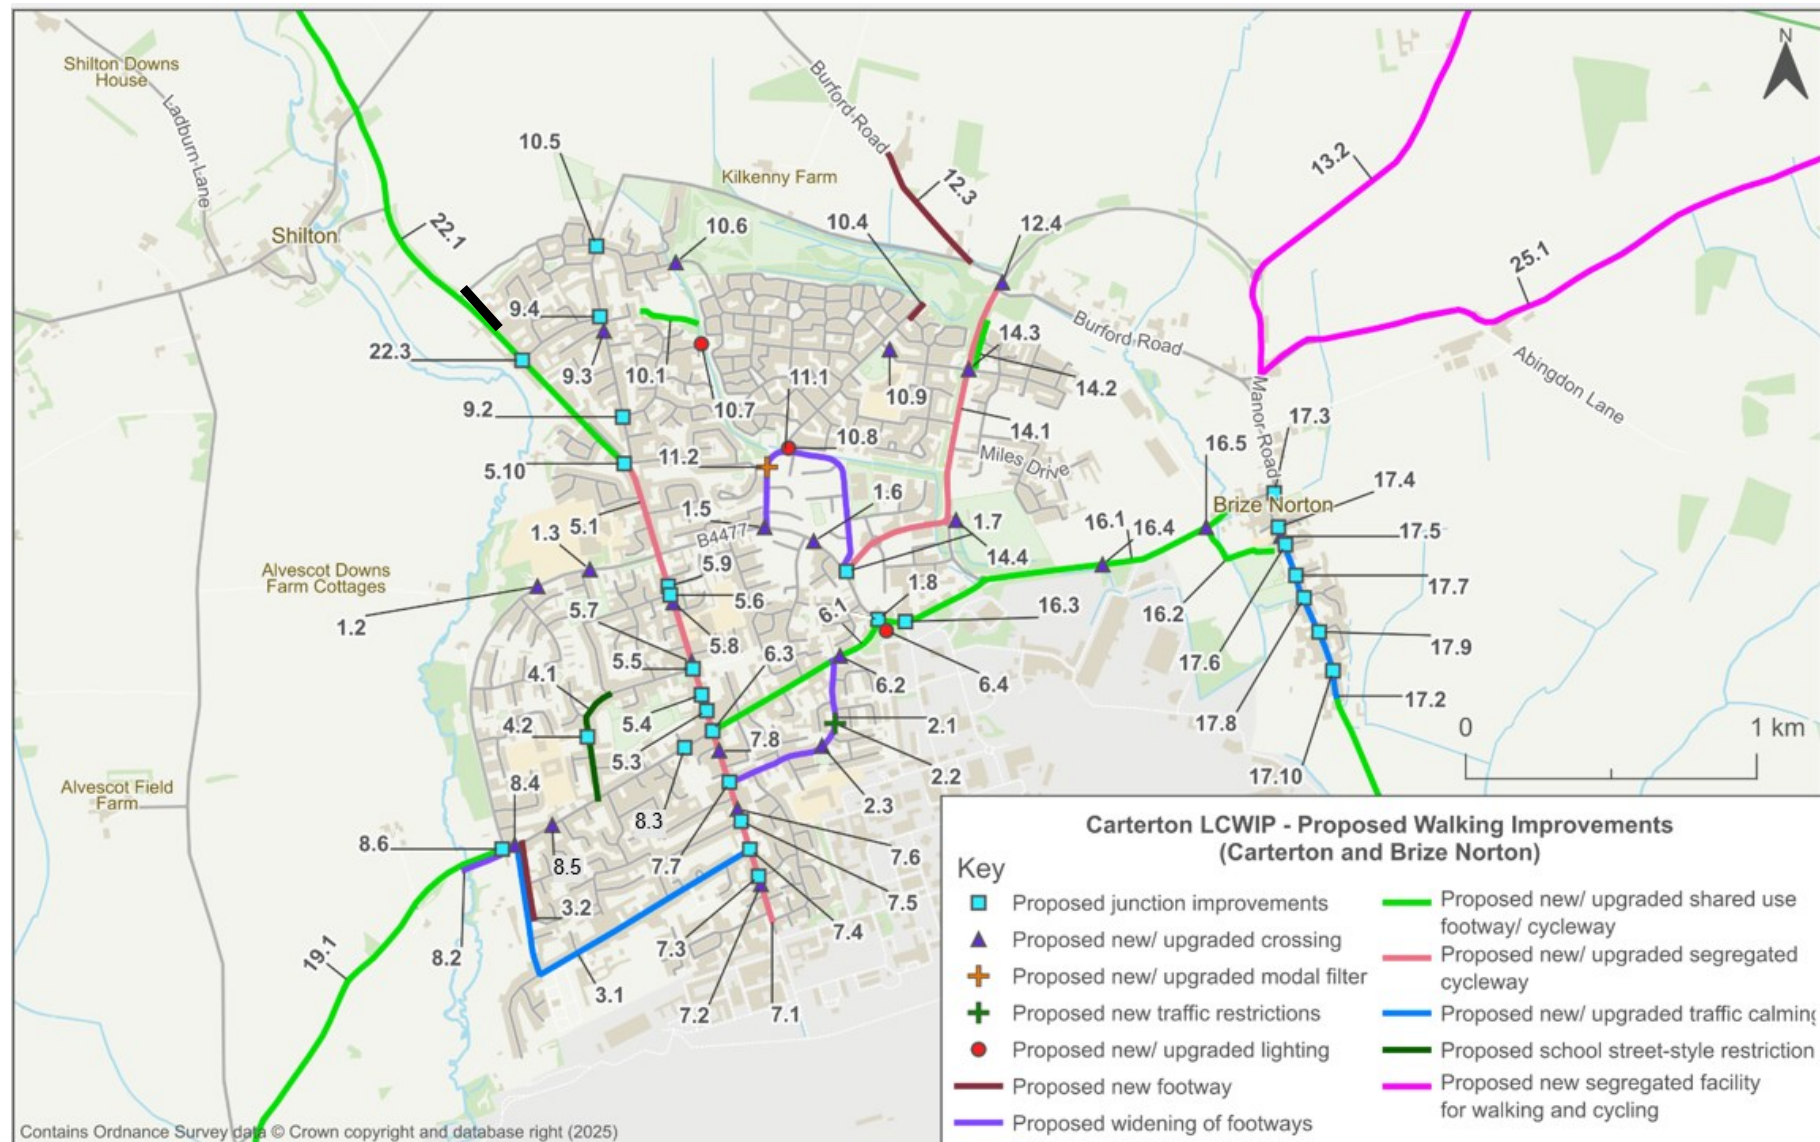 Shilton Downs
House
Ladburn Lane
Burford Road
N
10.5
Kilkenny Farm
12.3
13.2
22.1
Shilton
10.6
10.4
12.4
25.1
9.4
22.3
9.3
10.1
10.7
11.1
10.9
14.3
14.2
Burford Road
Abingdon Lane
Manor Road
9.2
10.8
14.1
17.3
5.10
11.2
Miles Drive
16.5
Brize Norton
17.4
5.1
1.5
1.6
B4477
1.3
1.7
16.1
16.4
17.5
14.4
Alvescot Downs
Farm Cottages
5.9
5.6
1.8
17.7
1.2
5.7
5.8
6.1
16.3
16.2
17.9
5.5
6.3
17.6
4.1
6.2
6.4
17.2
4.2
5.4
7.8
2.1
17.8
0
1 km
5.3
2.2
17.10
Alvescot Field
Farm
8.4
2.3
8.3
8.6
8.5
7.7
7.6
3.2
7.5
8.2
7.3
7.4
19.1
3.1
7.2
7.1
Carterton LCWIP - Proposed Walking Improvements
(Carterton and Brize Norton)
Key
Proposed junction improvements
Proposed new/ upgraded crossing
Proposed new/ upgraded modal filter
Proposed new traffic restrictions
Proposed new/ upgraded lighting
Proposed new footway
Proposed widening of footways
Proposed new/ upgraded shared use
footway/ cycleway
Proposed new/ upgraded segregated
cycleway
Proposed new/ upgraded traffic calming
Proposed school street-style restriction
Proposed new segregated facility
for walking and cycling
Contains Ordnance Survey data © Crown copyright and database right (2025)